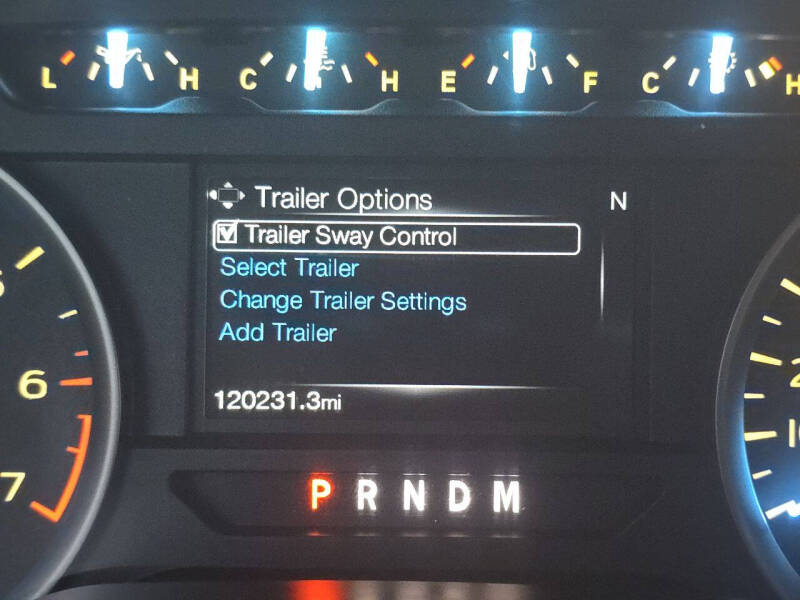 L H C H E F C H
Trailer Options N
Trailer Sway Control
Select Trailer
Change Trailer Settings
Add Trailer
6
120231.3mi
7
P R N D M